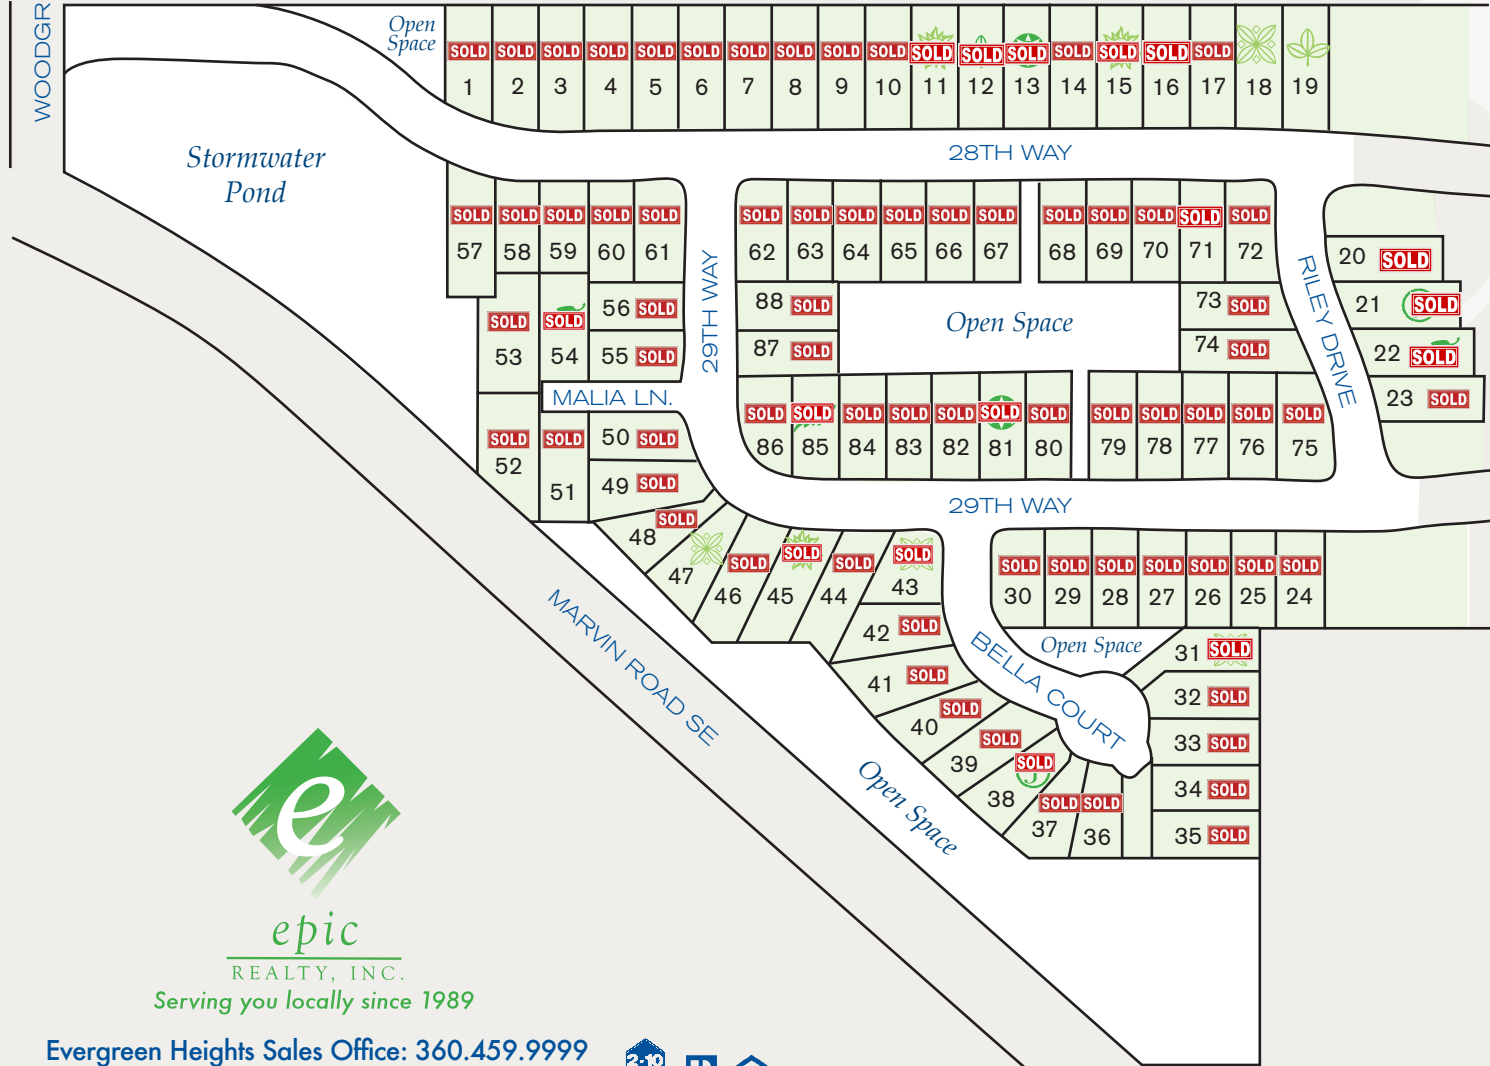 WOODGR
Open
Space
SOLD SOLD SOLD SOLD SOLD SOLD SOLD SOLD SOLD SOLD SOLD SOLD SOLD SOLD SOLD SOLD SOLD
1 2 3 4 5 6 7 8 9 10 11 12 13 14 15 16 17 18 19
Stormwater
Pond
28TH WAY
SOLD SOLD SOLD SOLD SOLD
57 58 59 60 61
29TH WAY
SOLD SOLD SOLD SOLD SOLD SOLD
62 63 64 65 66 67
SOLD SOLD SOLD SOLD SOLD
68 69 70 71 72
RILEY DRIVE
20 SOLD
21 SOLD
22 SOLD
23 SOLD
56 SOLD
55 SOLD
SOLD SOLD
53 54
88 SOLD
87 SOLD
Open Space
73 SOLD
74 SOLD
MALIA LN.
SOLD SOLD
52 51
50 SOLD
49 SOLD
SOLD SOLD SOLD SOLD SOLD SOLD SOLD
86 85 84 83 82 81 80
SOLD SOLD SOLD SOLD SOLD
79 78 77 76 75
29TH WAY
SOLD
48
47
SOLD
46
SOLD
45
SOLD
44
SOLD
43
42 SOLD
41 SOLD
SOLD
40
SOLD
39
SOLD
38
SOLD SOLD
37 36
SOLD SOLD SOLD SOLD SOLD SOLD SOLD
30 29 28 27 26 25 24
Open Space
BELLA COURT
31 SOLD
32 SOLD
33 SOLD
34 SOLD
35 SOLD
MARVIN ROAD SE
Open Space
e
epic
REALTY, INC.
Serving you locally since 1989
Evergreen Heights Sales Office: 360.459.9999
2-10